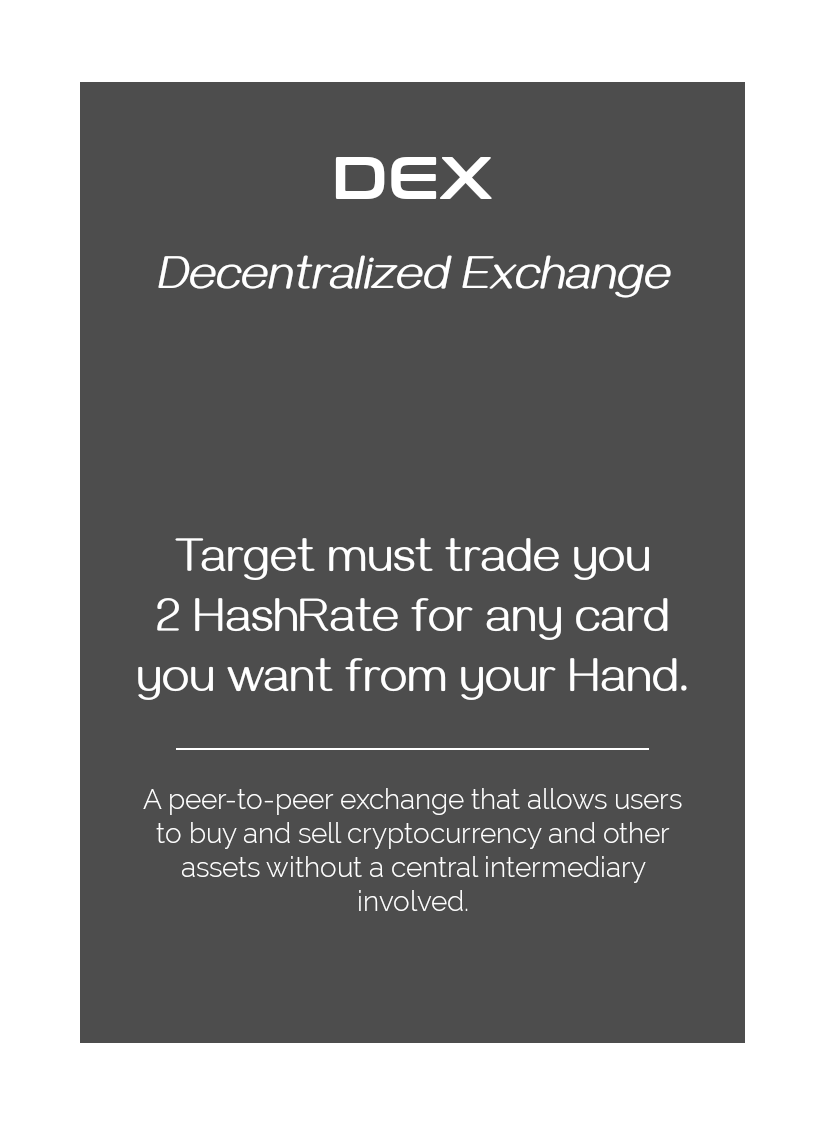 DEX
Decentralized Exchange
Target must trade you
2 HashRate for any card
you want from your Hand.
A peer-to-peer exchange that allows users
to buy and sell cryptocurrency and other
assets without a central intermediary
involved.